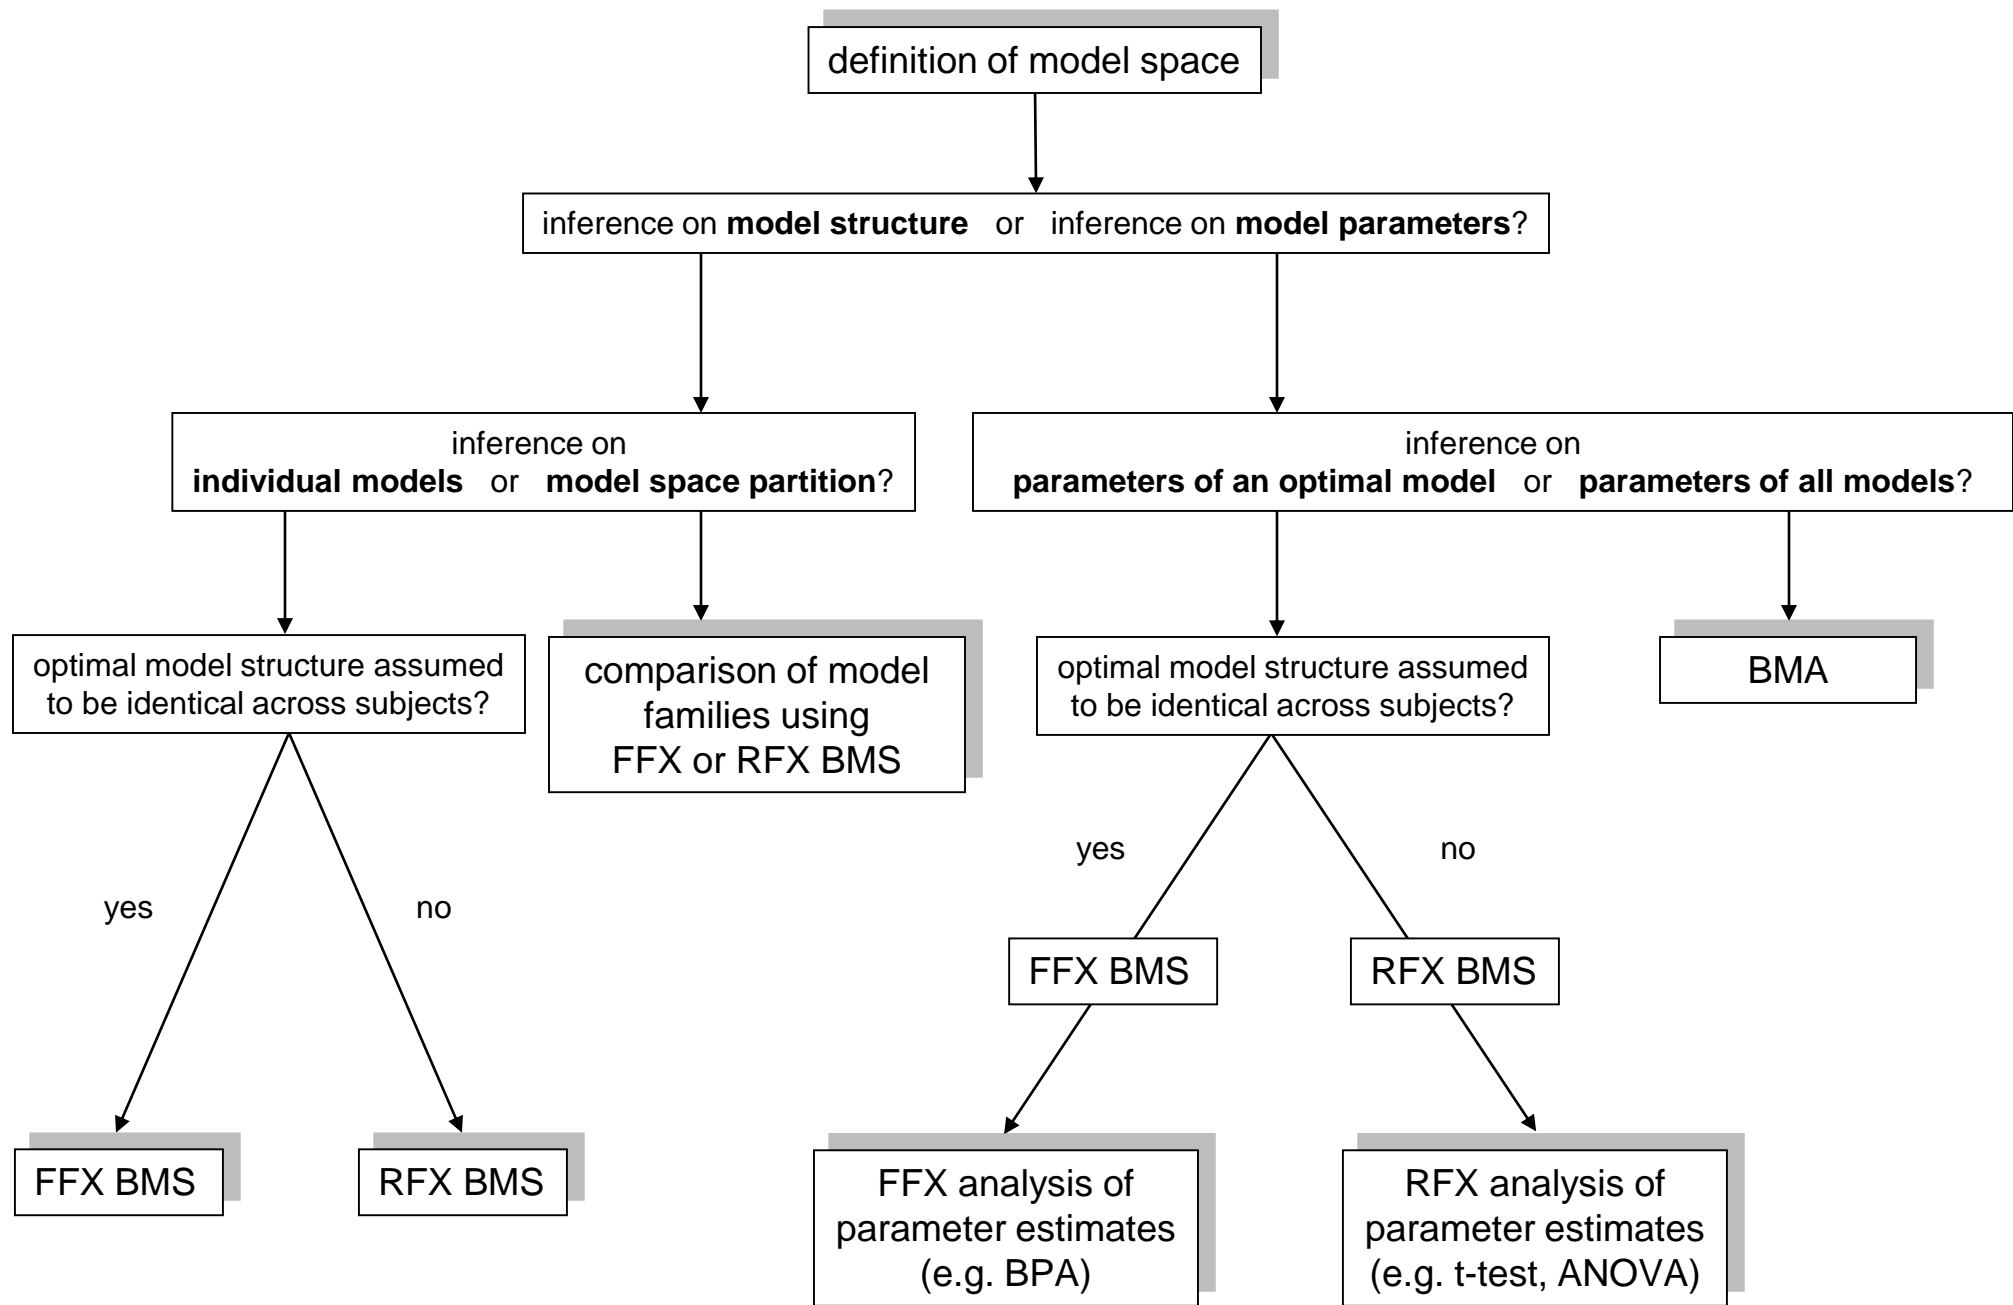 definition of model space
inference on model structure or inference on model parameters?
inference on
individual models or model space partition?
inference on
parameters of an optimal model or parameters of all models?
optimal model structure assumed
to be identical across subjects?
comparison of model
families using
FFX or RFX BMS
optimal model structure assumed
to be identical across subjects?
BMA
yes
no
yes
no
FFX BMS
RFX BMS
FFX BMS
RFX BMS
FFX analysis of
parameter estimates
(e.g. BPA)
RFX analysis of
parameter estimates
(e.g. t-test, ANOVA)